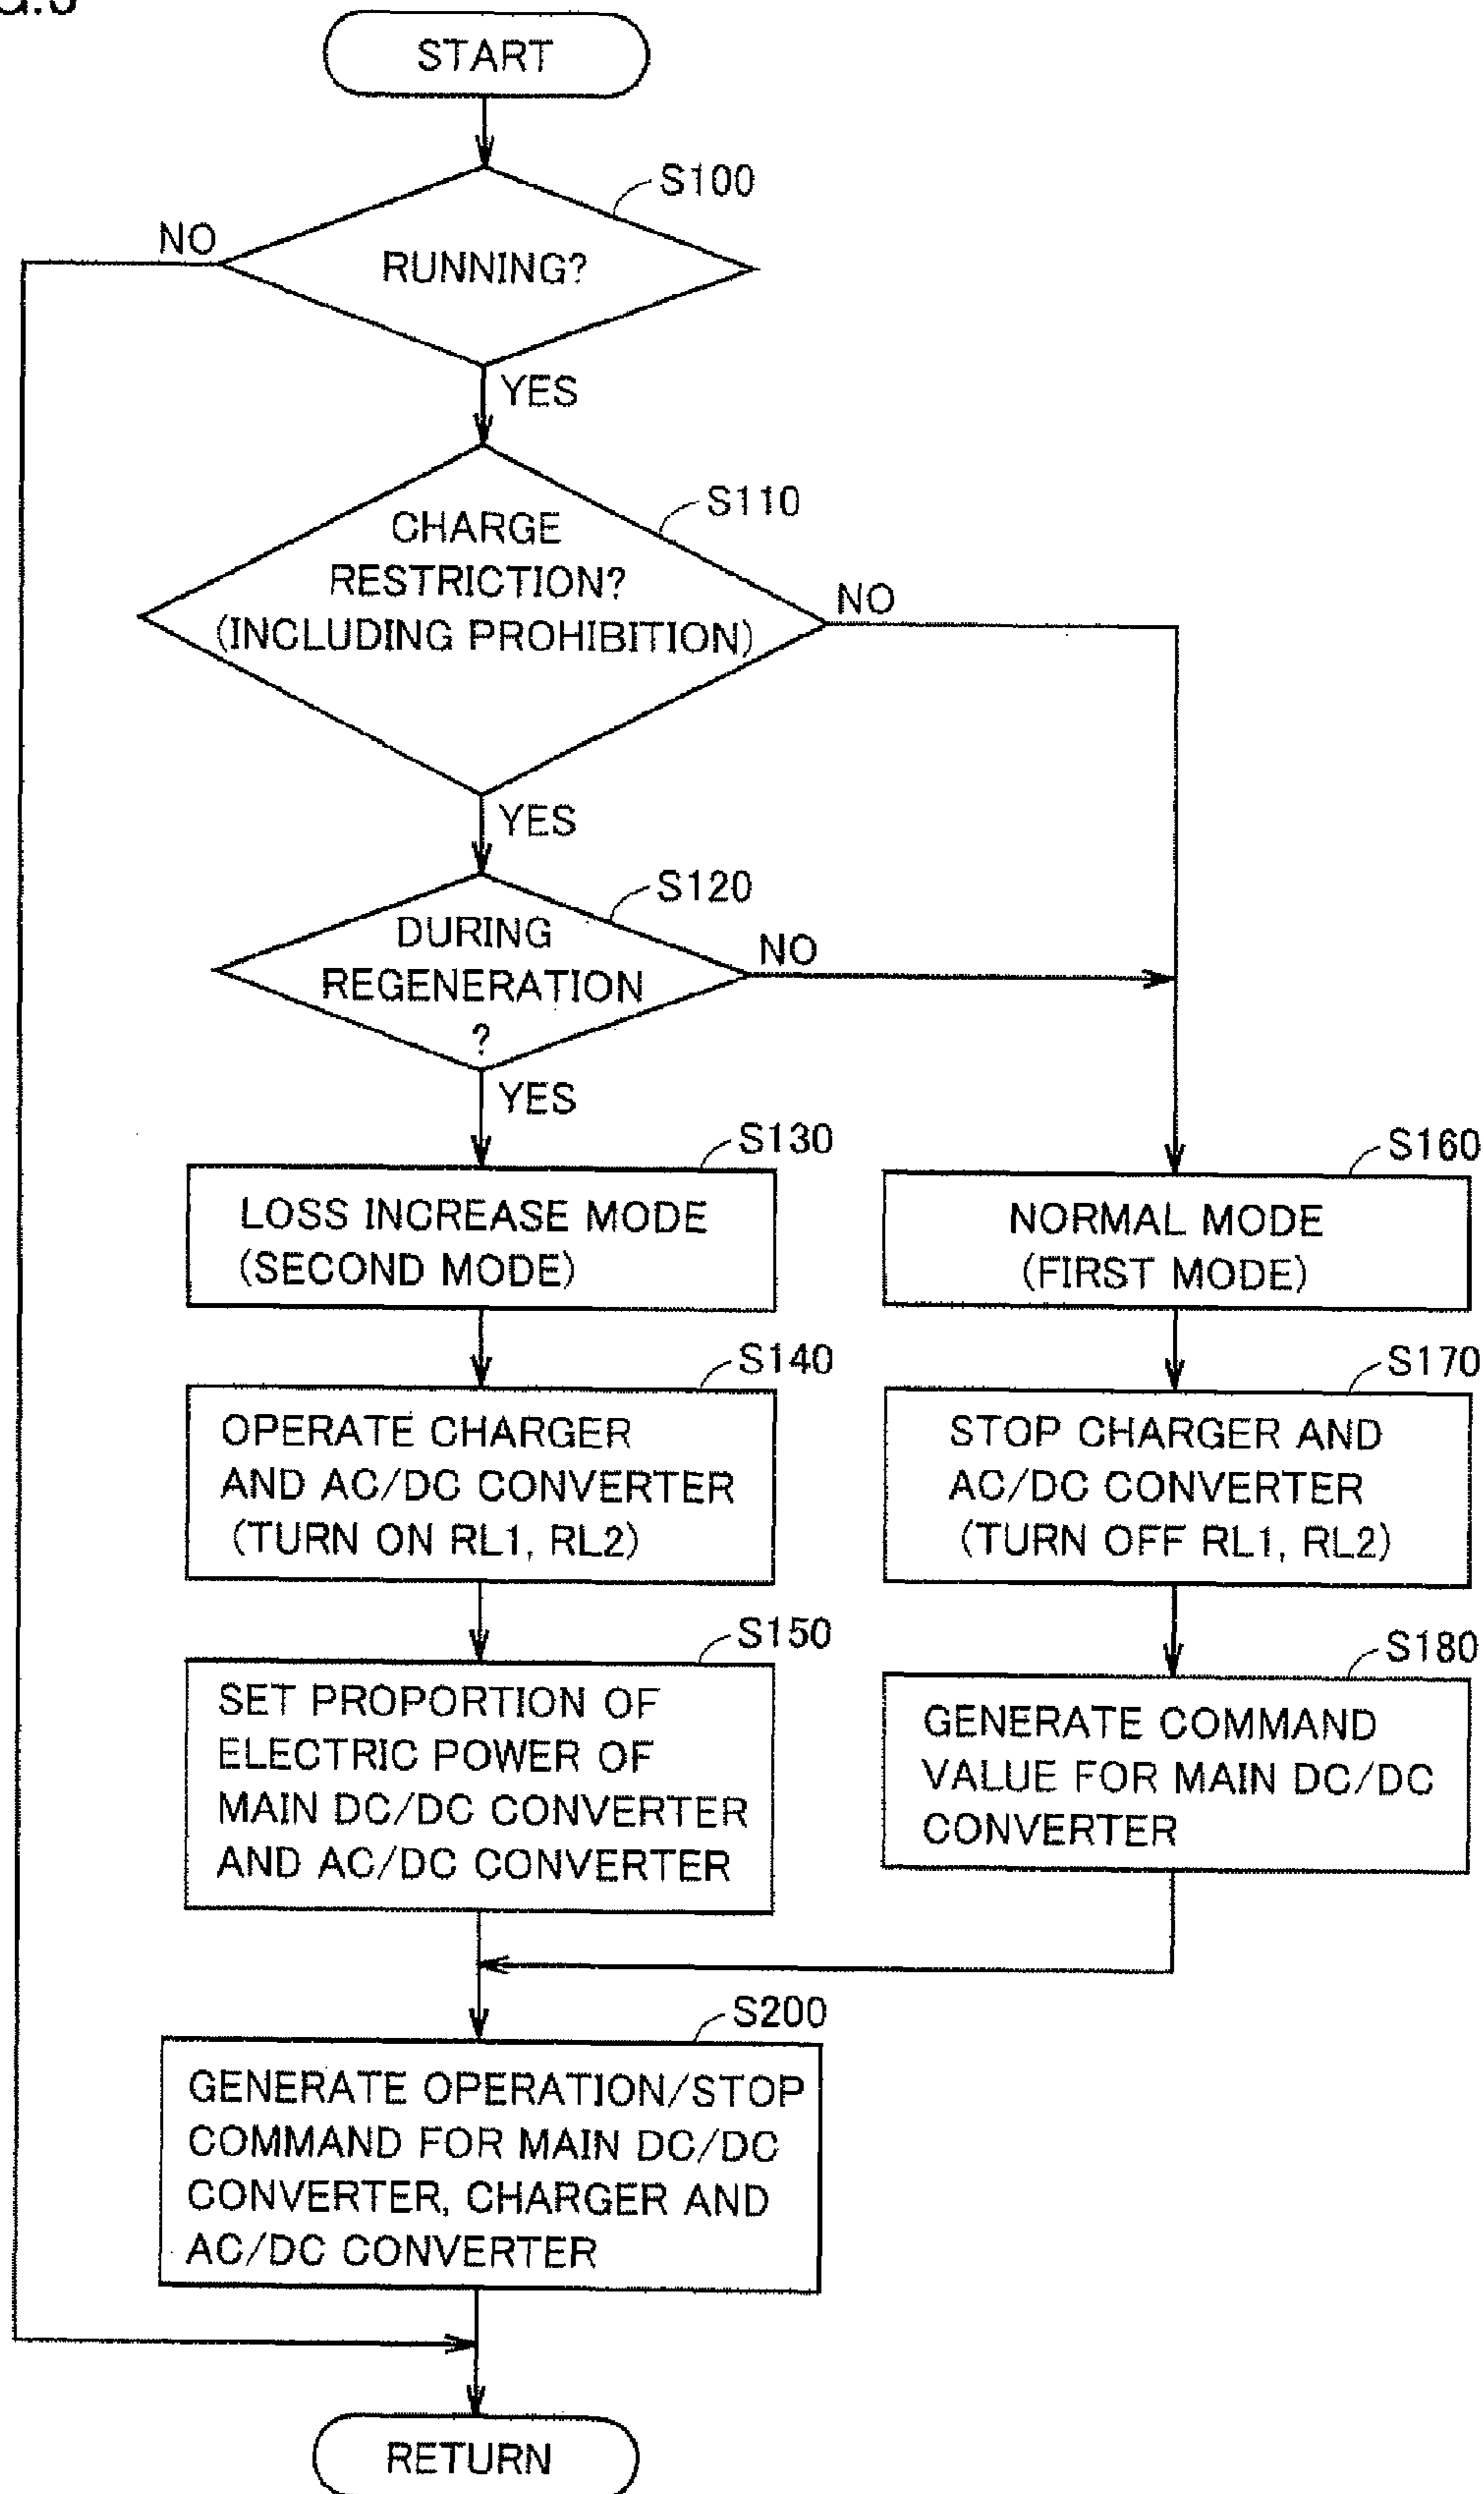 START
S100
NO
RUNNING?
YES
S110
CHARGE
RESTRICTION?
(INCLUDING PROHIBITION)
NO
YES
S120
DURING
REGENERATION
?
NO
YES
S130
LOSS INCREASE MODE
(SECOND MODE)
S160
NORMAL MODE
(FIRST MODE)
S140
OPERATE CHARGER
AND AC/DC CONVERTER
(TURN ON RL1, RL2)
S170
STOP CHARGER AND
AC/DC CONVERTER
(TURN OFF RL1, RL2)
S150
SET PROPORTION OF
ELECTRIC POWER OF
MAIN DC/DC CONVERTER
AND AC/DC CONVERTER
S180
GENERATE COMMAND
VALUE FOR MAIN DC/DC
CONVERTER
S200
GENERATE OPERATION/STOP
COMMAND FOR MAIN DC/DC
CONVERTER, CHARGER AND
AC/DC CONVERTER
RETURN